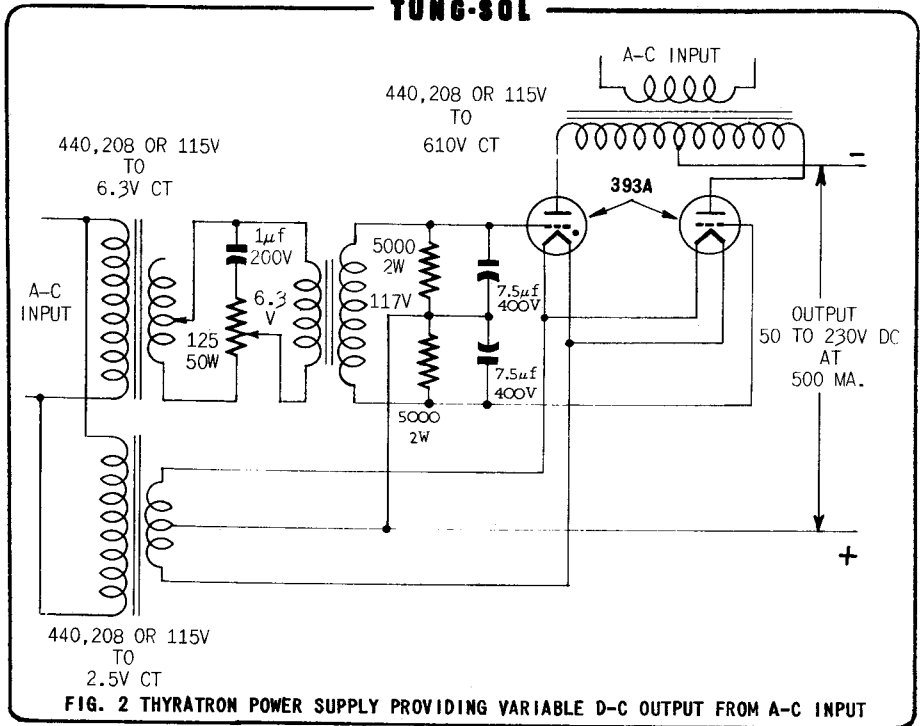 TUNG-SOL
A-C INPUT
440,208 OR 115V
TO
610V CT
440,208 OR 115V
TO
6.3V CT
393A
1µf
200V
5000
2W
7.5µf
400V
A-C
INPUT
6.3
V
117V
125
50W
7.5µf
400V
5000
2W
OUTPUT
50 TO 230V DC
AT
500 MA.
-
+
440,208 OR 115V
TO
2.5V CT
FIG. 2 THYRATRON POWER SUPPLY PROVIDING VARIABLE D-C OUTPUT FROM A-C INPUT